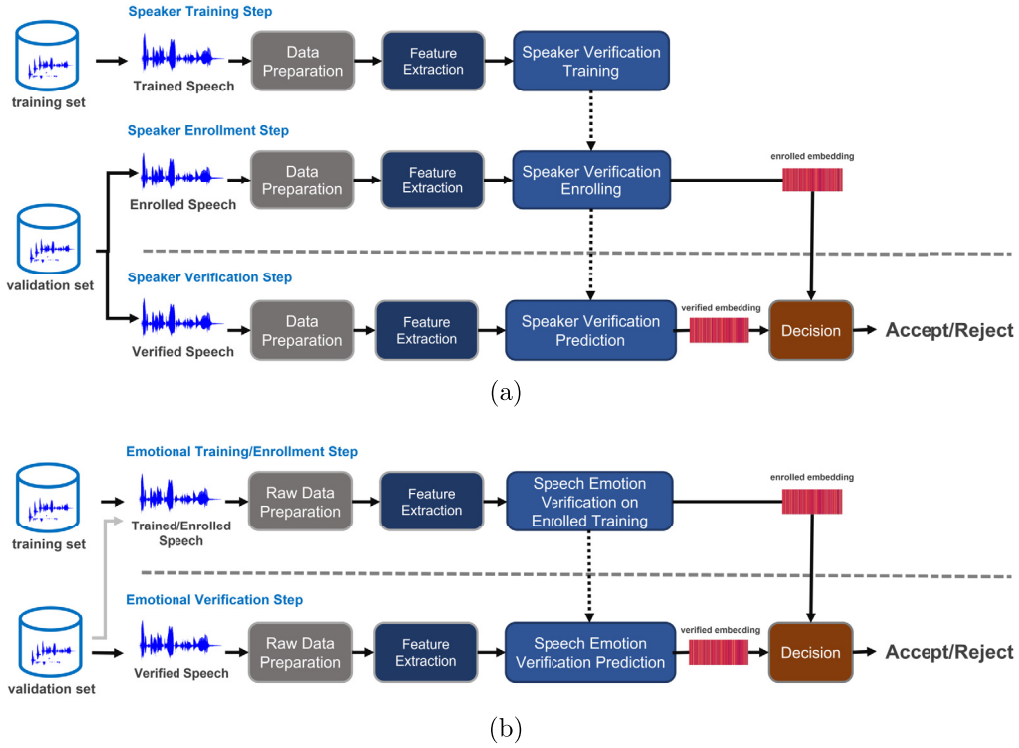 Speaker Training Step
training set
Trained Speech
Data
Preparation
Feature
Extraction
Speaker Verification
Training
Speaker Enrollment Step
Enrolled Speech
Data
Preparation
Feature
Extraction
Speaker Verification
Enrolling
enrolled embedding
validation set
Speaker Verification Step
Verified Speech
Data
Preparation
Feature
Extraction
Speaker Verification
Prediction
verified embedding
Decision
Accept/Reject
(a)
Emotional Training/Enrollment Step
training set
Trained/Enrolled
Speech
Raw Data
Preparation
Feature
Extraction
Speech Emotion
Verification on
Enrolled Training
enrolled embedding
Emotional Verification Step
validation set
Verified Speech
Raw Data
Preparation
Feature
Extraction
Speech Emotion
Verification Prediction
verified embedding
Decision
Accept/Reject
(b)